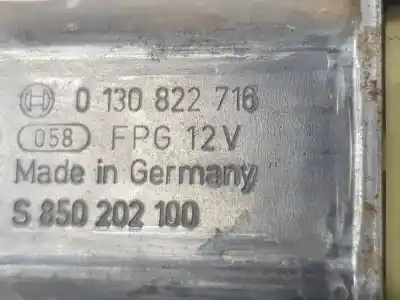 0 130 822 716
058 FPG 12V
Made in Germany
S 850 202 100